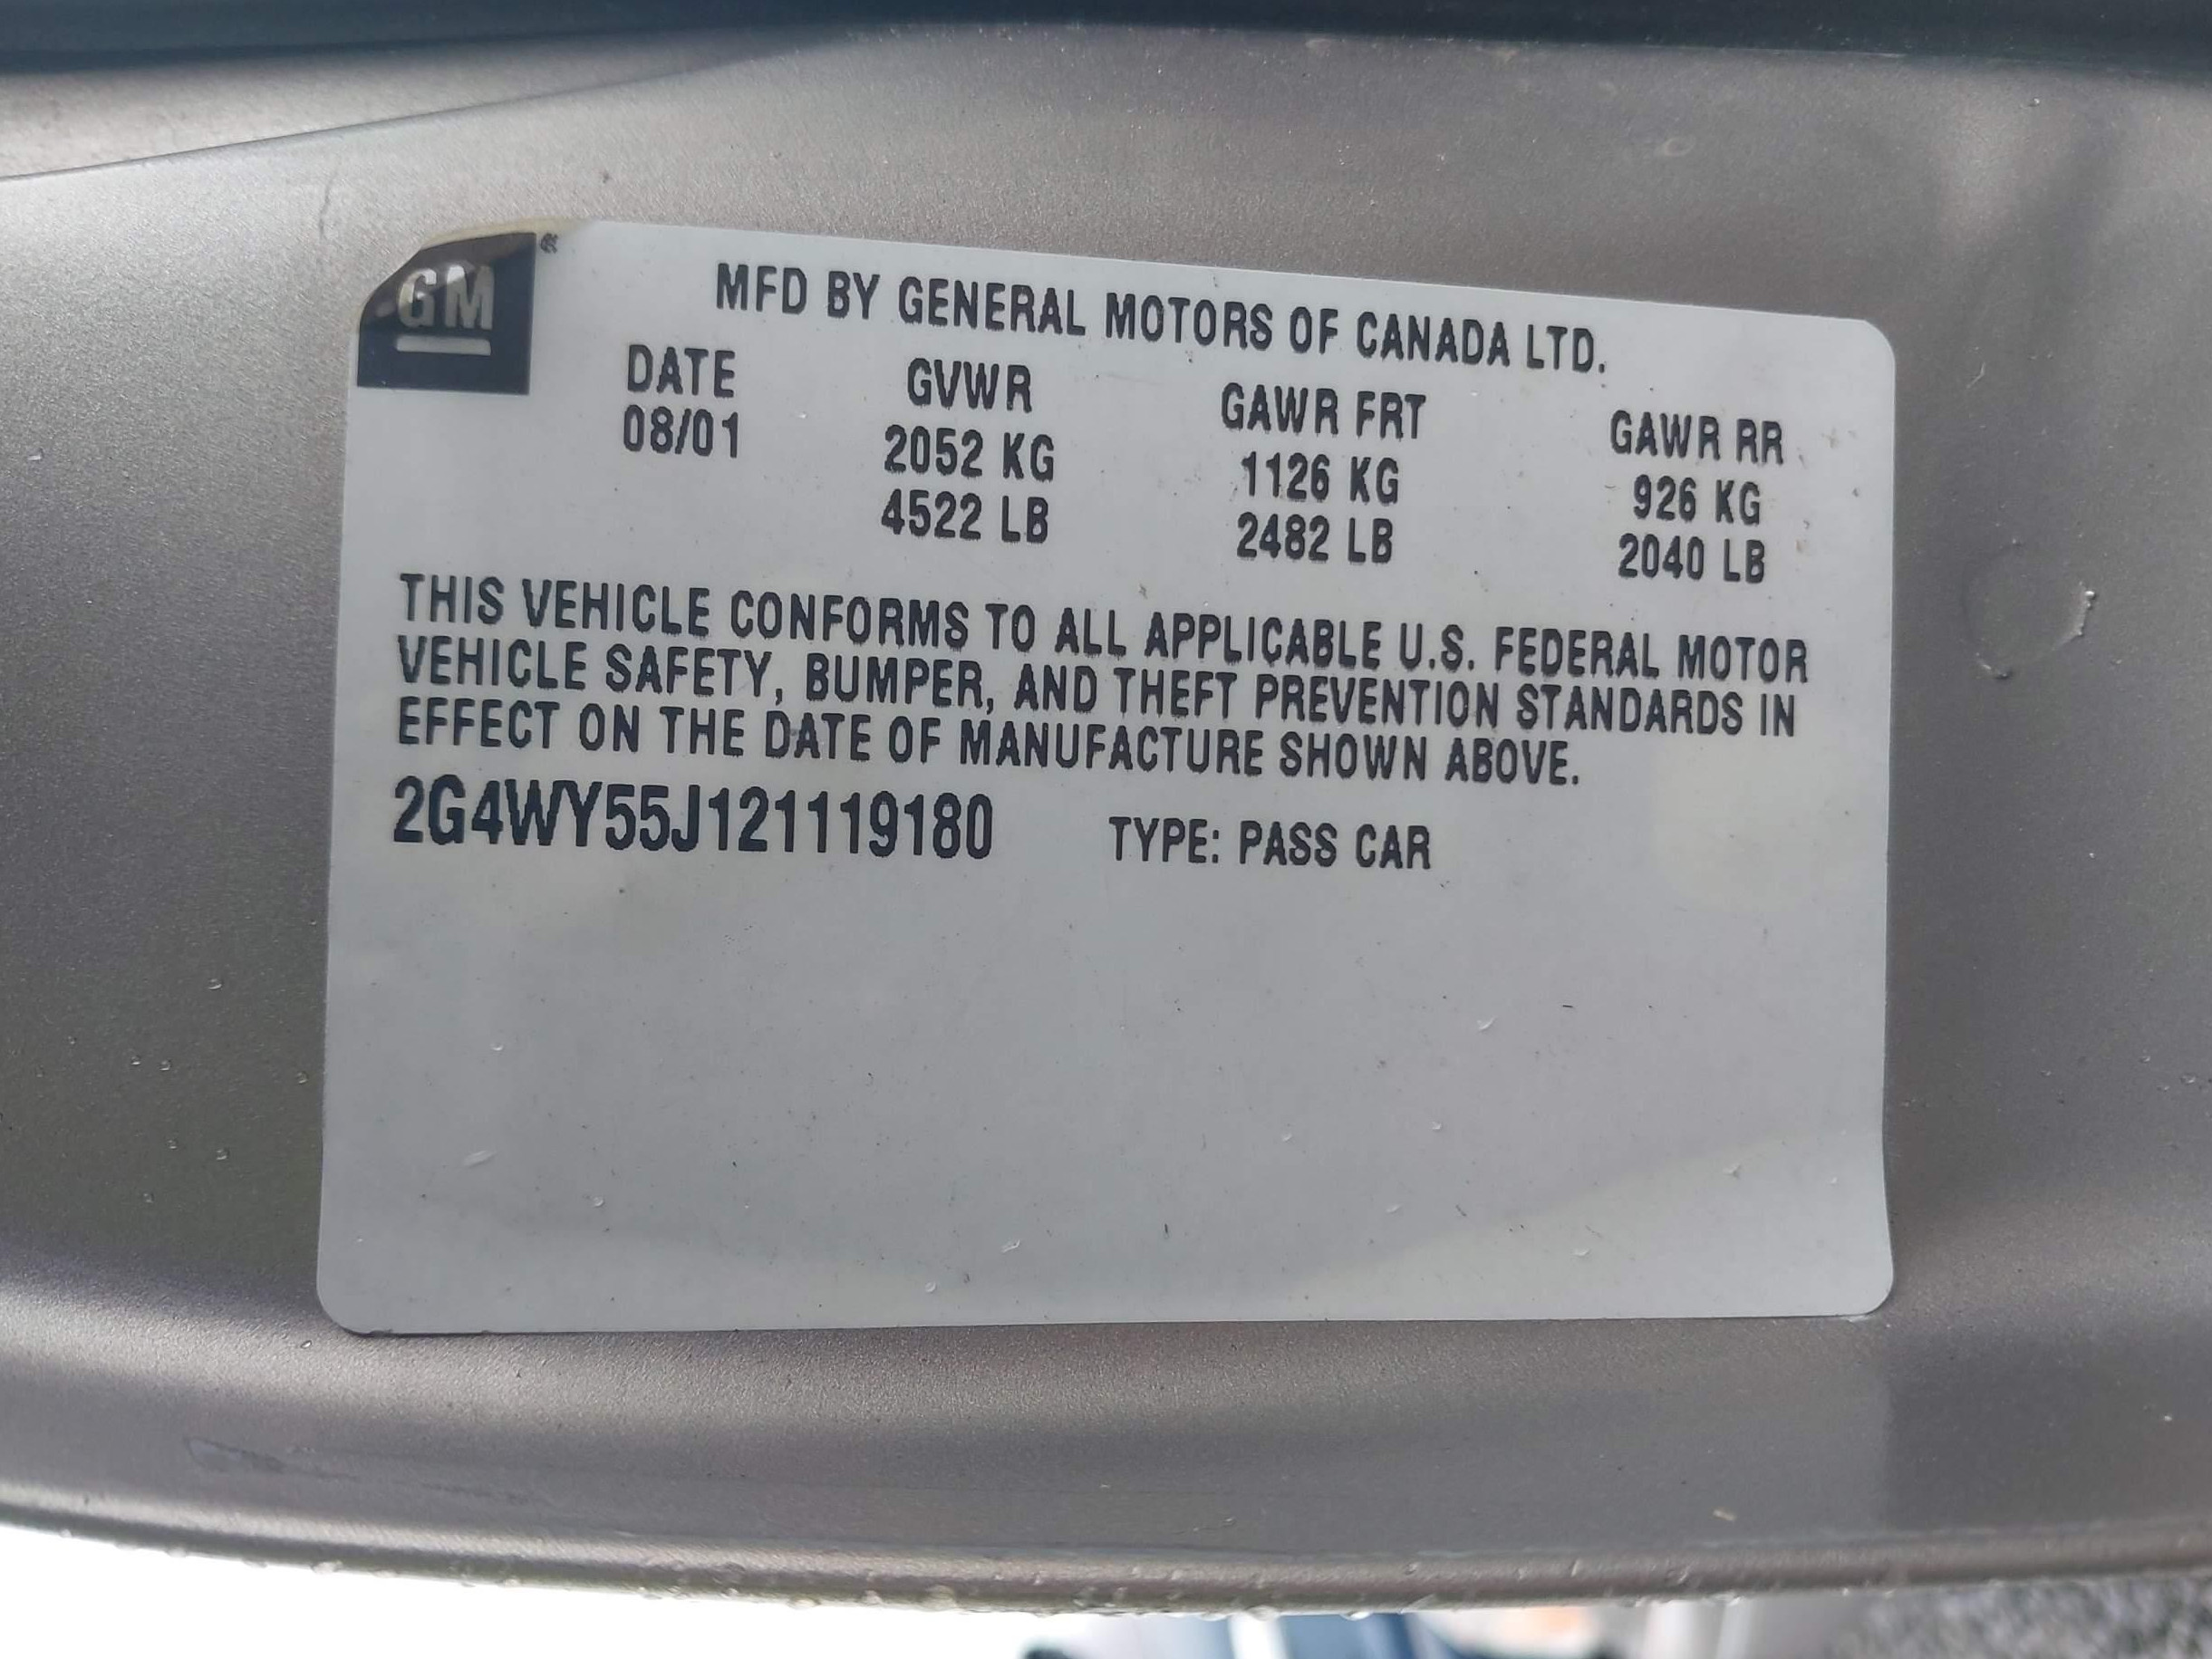 GM
MFD BY GENERAL MOTORS OF CANADA LTD.
DATE GVWR GAWR FRT GAWR RR
08/01 2052 KG 1126 KG 926 KG
4522 LB 2482 LB 2040 LB
THIS VEHICLE CONFORMS TO ALL APPLICABLE U.S. FEDERAL MOTOR
VEHICLE SAFETY, BUMPER, AND THEFT PREVENTION STANDARDS IN
EFFECT ON THE DATE OF MANUFACTURE SHOWN ABOVE.
2G4WY55J121119180 TYPE: PASS CAR